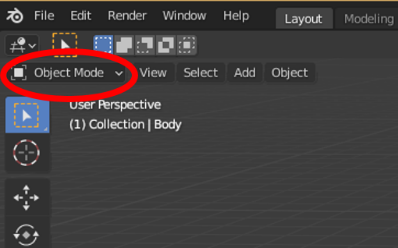 File Edit Render Window Help Layout Modeling
Object Mode View Select Add Object
User Perspective
(1) Collection | Body